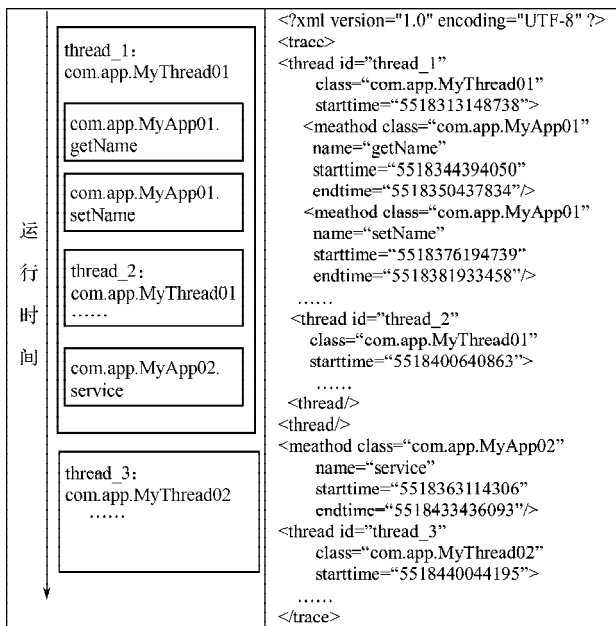 运
行
时
间
thread_1：
com.app.MyThread01
com.app.MyApp01.
getName
com.app.MyApp01.
setName
thread_2：
com.app.MyThread01
……
com.app.MyApp02.
service
thread_3：
com.app.MyThread02
……
<?xml version="1.0" encoding="UTF-8" ?>
<trace>
<thread id="thread_1"
class=“com.app.MyThread01”
starttime=“5518313148738”>
<meathod class=“com.app.MyApp01”
name=“getName”
starttime=“5518344394050”
endtime=“5518350437834”/>
<meathod class=“com.app.MyApp01”
name=“setName”
starttime=“5518376194739”
endtime=“5518381933458”/>
……
<thread id=”thread_2”
class=“com.app.MyThread01”
starttime=“5518400640863”>
……
<thread/>
<thread/>
<meathod class=“com.app.MyApp02”
name=“service”
starttime=“5518363114306”
endtime=“5518433436093”/>
<thread id=”thread_3”
class=“com.app.MyThread02”
starttime=“5518440044195”>
……
</trace>